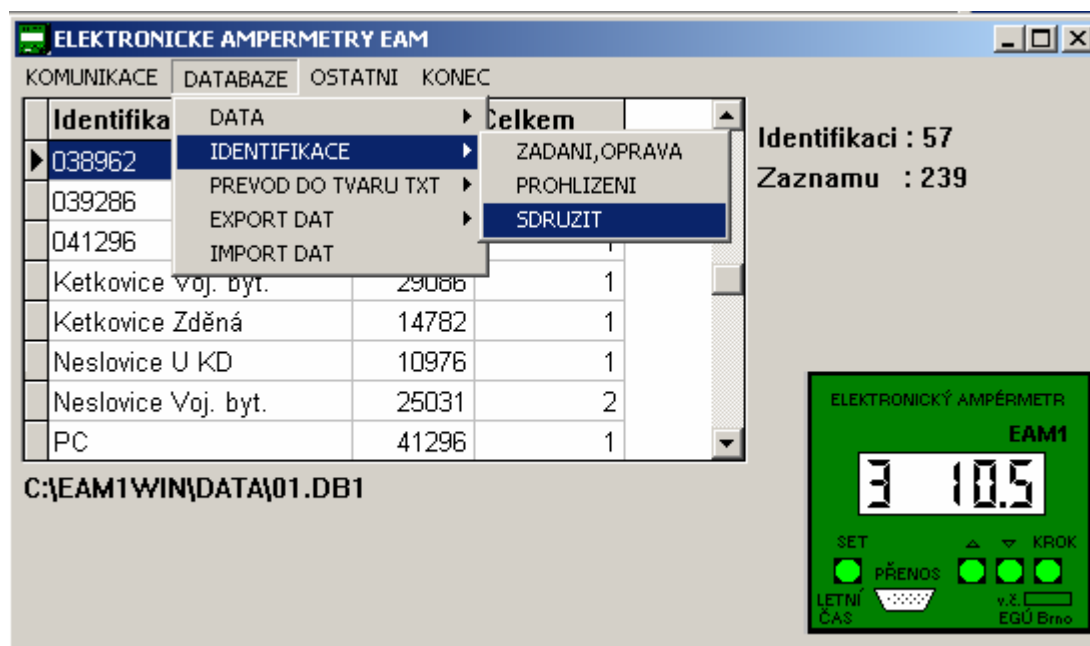 ELEKTRONICKE AMPERMETRY EAM
KOMUNIKACE DATABAZE OSTATNI KONEC
Identifika Celkem
DATA
IDENTIFIKACE
PREVOD DO TVARU TXT
EXPORT DAT
IMPORT DAT
ZADANI,OPRAVA
PROHLIZENI
SDRUZIT
038962
039286
041296 1
Ketkovice Voj. byt. 29086 1
Ketkovice Zděná 14782 1
Neslovice U KD 10976 1
Neslovice Voj. byt. 25031 2
PC 41296 1
Identifikaci : 57
Zaznamu : 239
C:\EAM1WIN\DATA\01.DB1
ELEKTRONICKÝ AMPÉRMETR
EAM1
3 10.5
SET KROK
PŘENOS
LETNÍ ČAS
v.č.
EGÚ Brno